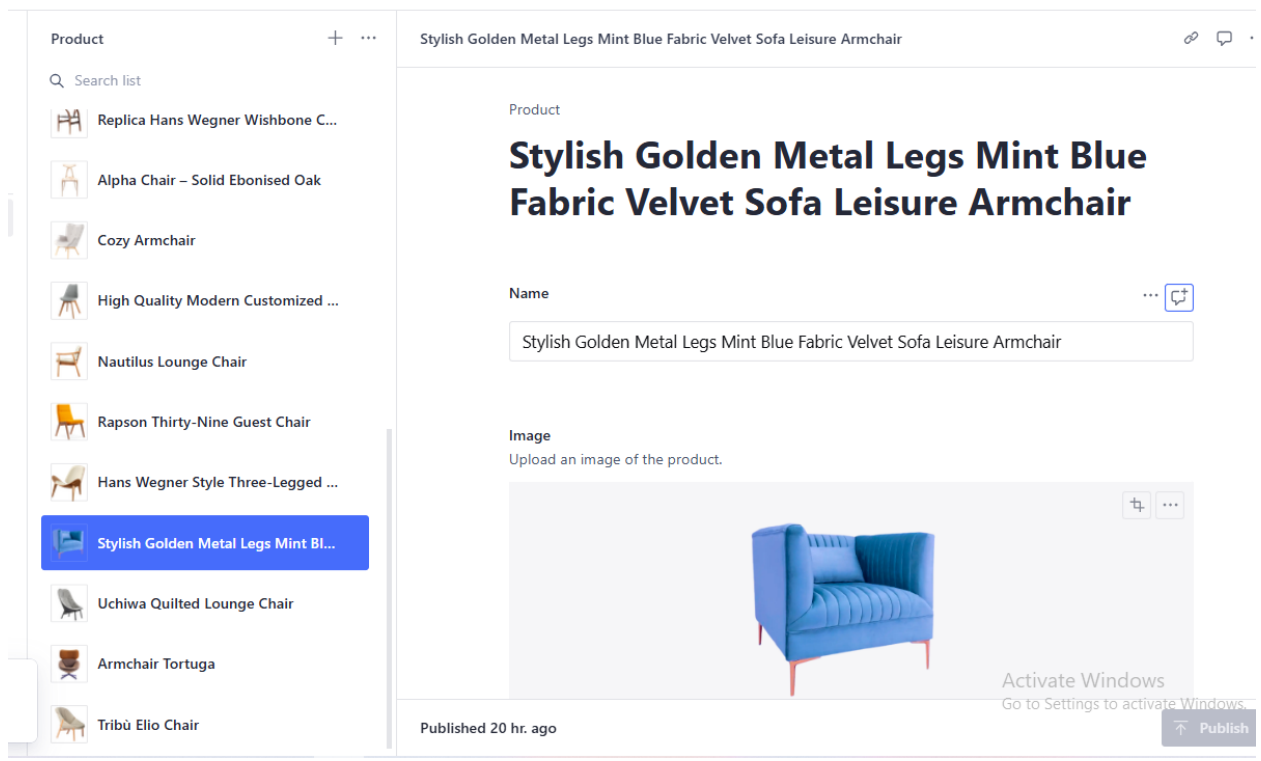 Product
Search list
Replica Hans Wegner Wishbone C...
Alpha Chair – Solid Ebonised Oak
Cozy Armchair
High Quality Modern Customized ...
Nautilus Lounge Chair
Rapson Thirty-Nine Guest Chair
Hans Wegner Style Three-Legged ...
Stylish Golden Metal Legs Mint Bl...
Uchiwa Quilted Lounge Chair
Armchair Tortuga
Tribù Elio Chair
Stylish Golden Metal Legs Mint Blue Fabric Velvet Sofa Leisure Armchair
Product
Stylish Golden Metal Legs Mint Blue
Fabric Velvet Sofa Leisure Armchair
Name
Stylish Golden Metal Legs Mint Blue Fabric Velvet Sofa Leisure Armchair
Image
Upload an image of the product.
Activate Windows
Go to Settings to activate Windows.
Published 20 hr. ago
Publish